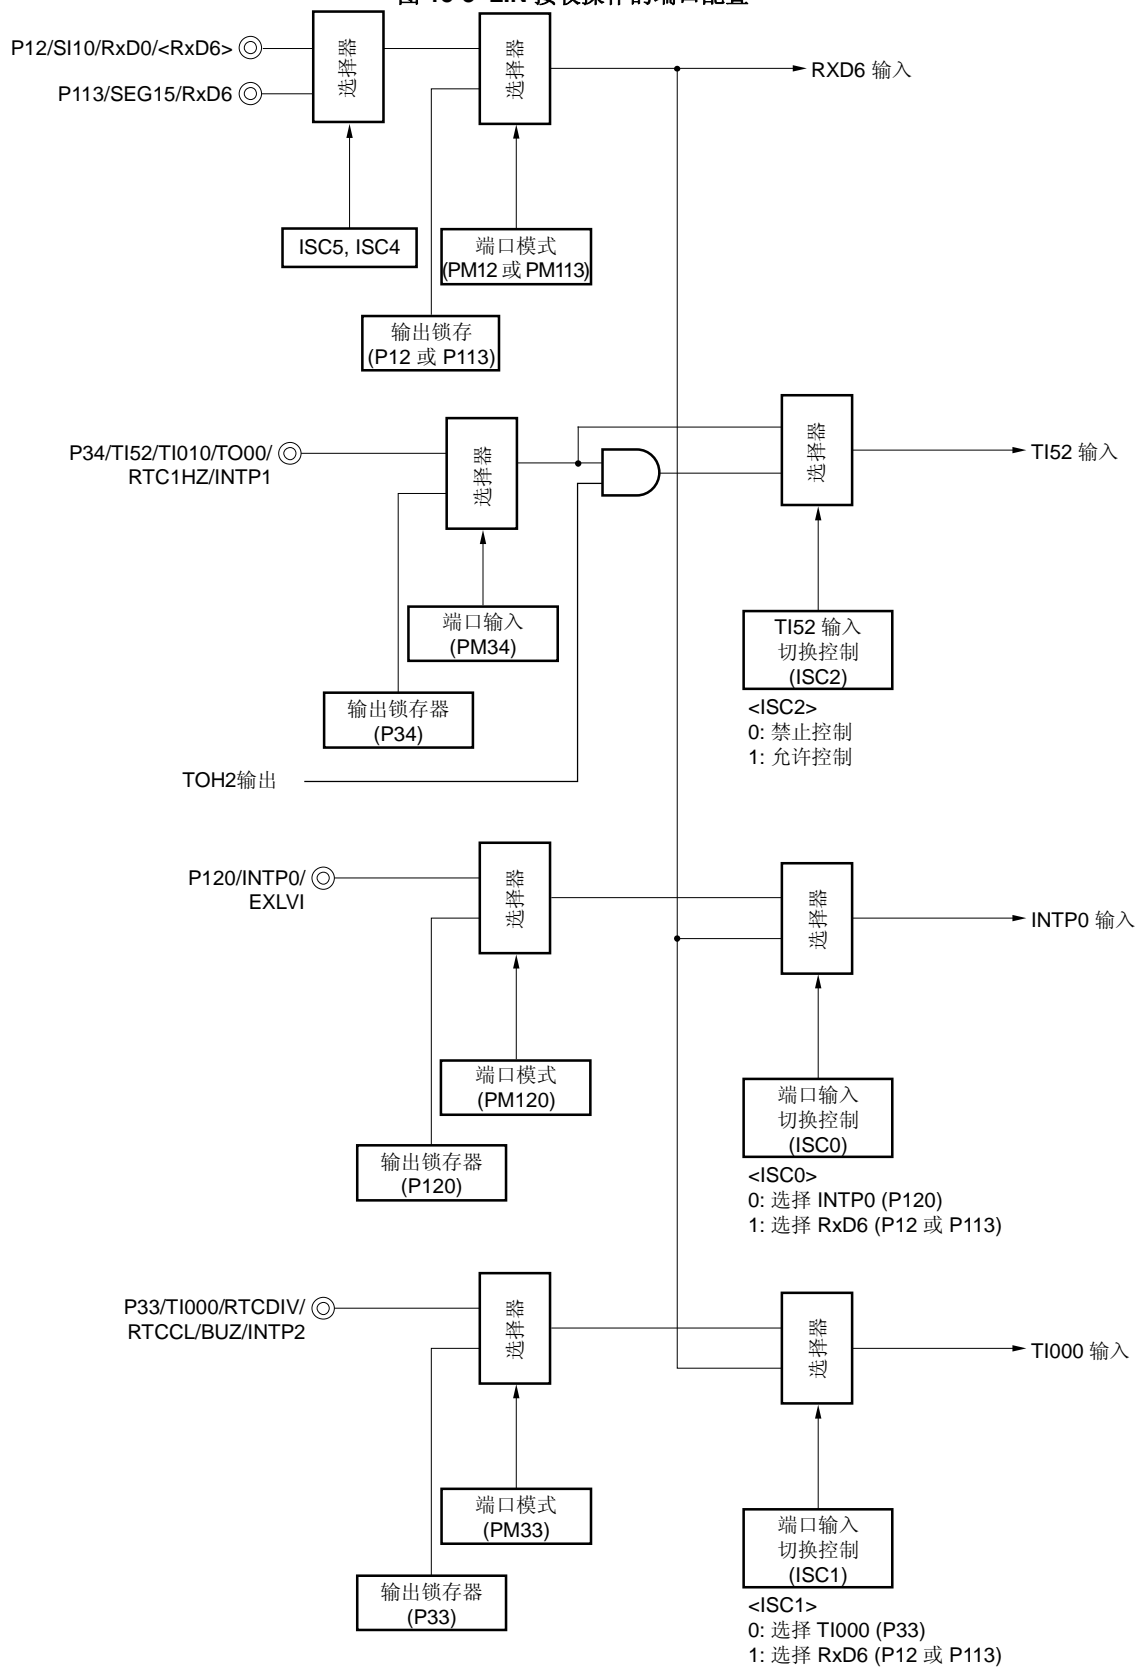 P12/SI10/RxD0/<RxD6>
P113/SEG15/RxD6
选择器
选择器
RXD6 输入
ISC5, ISC4
端口模式
(PM12 或 PM113)
输出锁存
(P12 或 P113)
P34/TI52/TI010/TO00/
RTC1HZ/INTP1
选择器
选择器
TI52 输入
端口输入
(PM34)
输出锁存器
(P34)
TI52 输入
切换控制
(ISC2)
<ISC2>
0: 禁止控制
1: 允许控制
TOH2输出
P120/INTP0/
EXLVI
选择器
选择器
INTP0 输入
端口模式
(PM120)
输出锁存器
(P120)
端口输入
切换控制
(ISC0)
<ISC0>
0: 选择 INTP0 (P120)
1: 选择 RxD6 (P12 或 P113)
P33/TI000/RTCDIV/
RTCCL/BUZ/INTP2
选择器
选择器
TI000 输入
端口模式
(PM33)
输出锁存器
(P33)
端口输入
切换控制
(ISC1)
<ISC1>
0: 选择 TI000 (P33)
1: 选择 RxD6 (P12 或 P113)